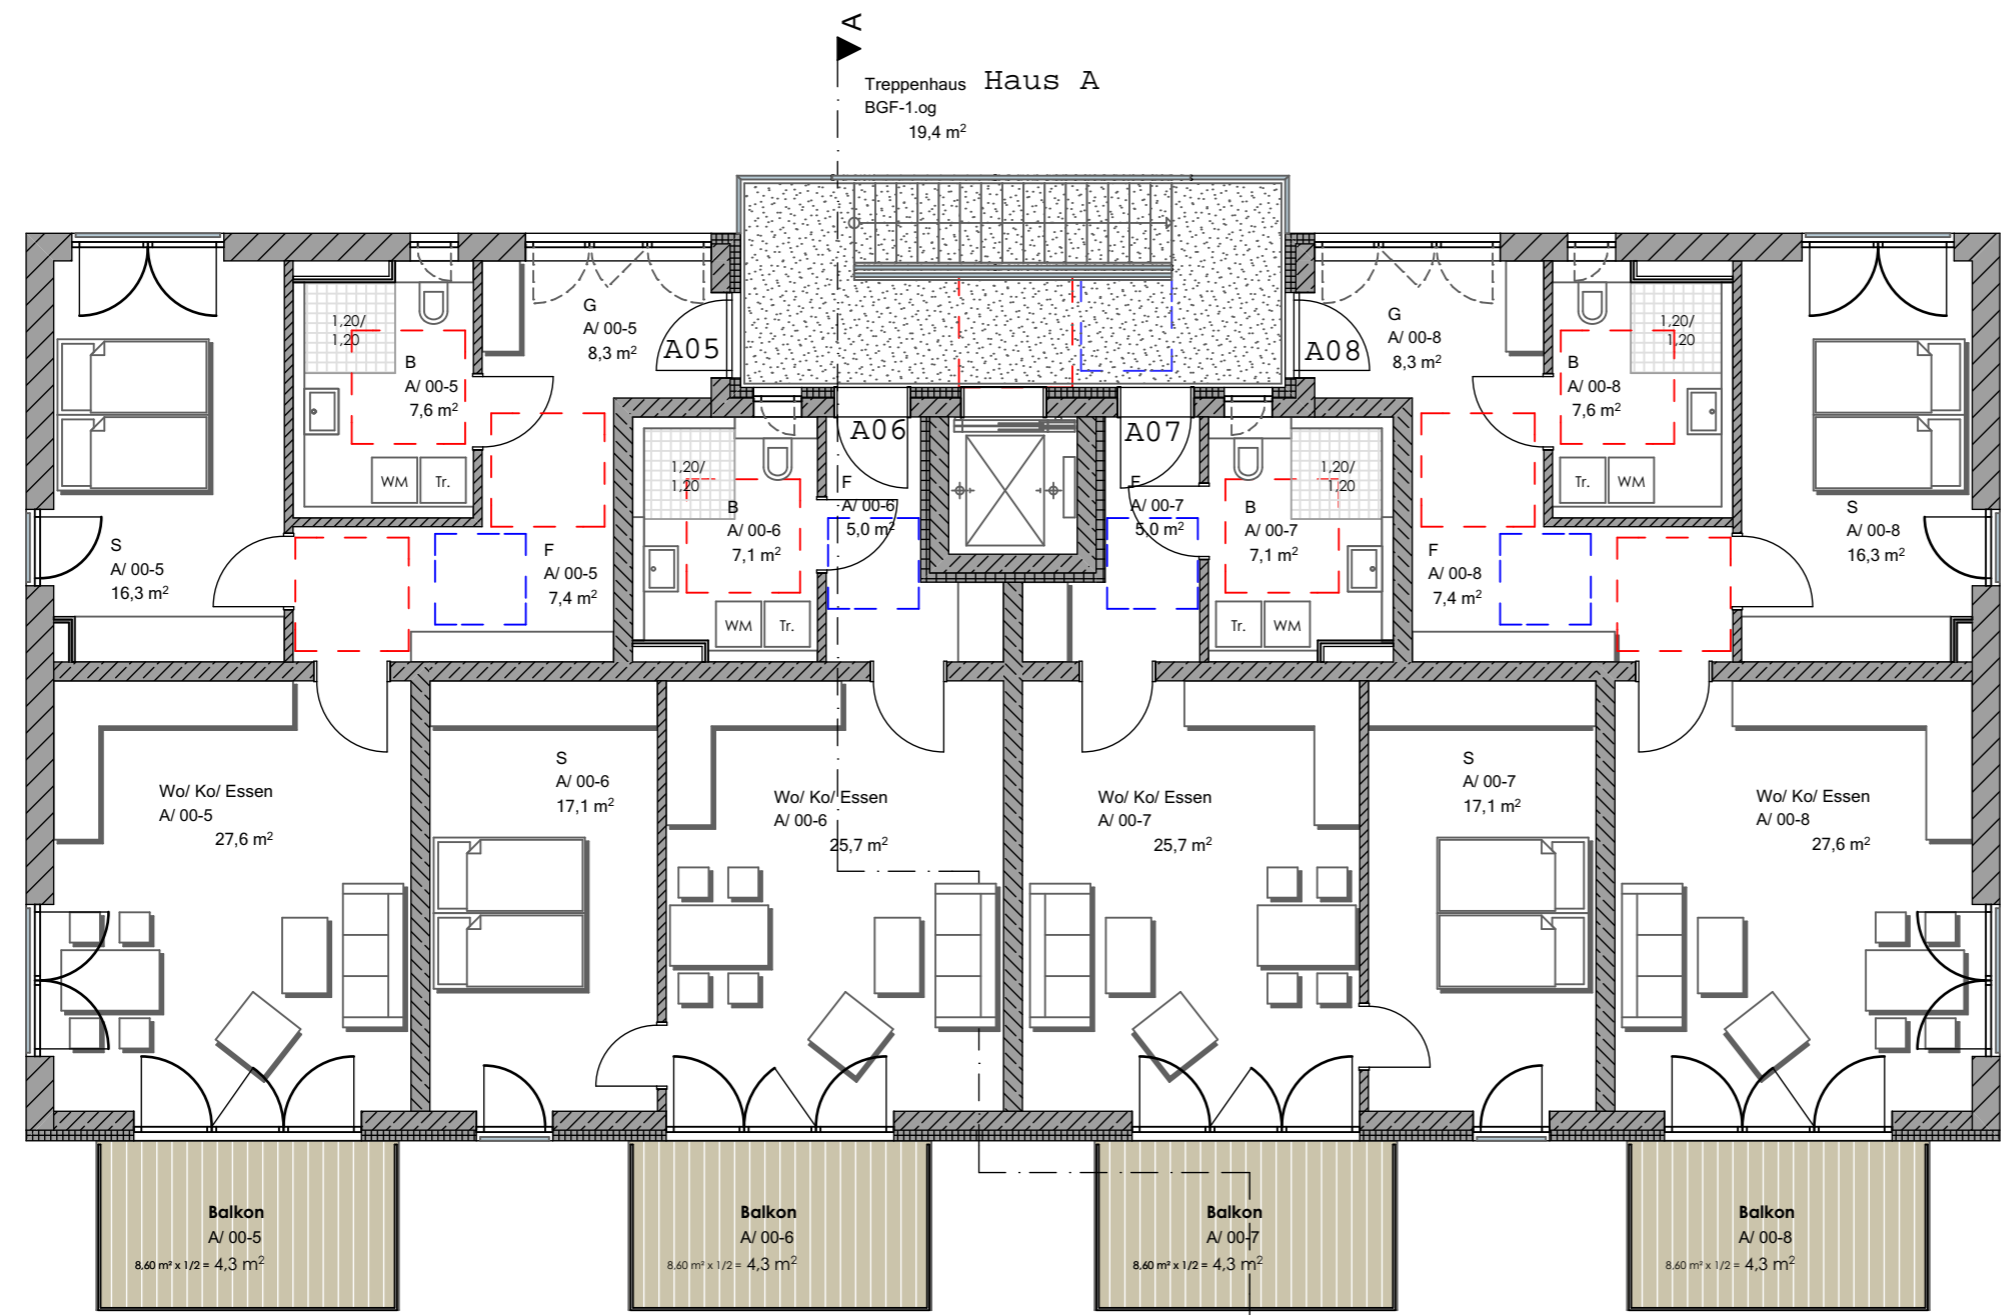 A
Treppenhaus Haus A
BGF-1.og
19,4 m²
G
A/ 00-5
8,3 m²
A05
1,20/
1,20
B
A/ 00-5
7,6 m²
WM Tr.
S
A/ 00-5
16,3 m²
F
A/ 00-5
7,4 m²
A06
1,20/
1,20
B
A/ 00-6
7,1 m²
WM Tr.
F
A/ 00-6
5,0 m²
A07
F
A/ 00-7
5,0 m²
1,20/
1,20
B
A/ 00-7
7,1 m²
Tr. WM
A08
G
A/ 00-8
8,3 m²
1,20/
1,20
B
A/ 00-8
7,6 m²
Tr. WM
F
A/ 00-8
7,4 m²
S
A/ 00-8
16,3 m²
Wo/ Ko/ Essen
A/ 00-5
27,6 m²
S
A/ 00-6
17,1 m²
Wo/ Ko/ Essen
A/ 00-6
25,7 m²
Wo/ Ko/ Essen
A/ 00-7
25,7 m²
S
A/ 00-7
17,1 m²
Wo/ Ko/ Essen
A/ 00-8
27,6 m²
Balkon
A/ 00-5
8,60 m² x 1/2 = 4,3 m²
Balkon
A/ 00-6
8,60 m² x 1/2 = 4,3 m²
Balkon
A/ 00-7
8,60 m² x 1/2 = 4,3 m²
Balkon
A/ 00-8
8,60 m² x 1/2 = 4,3 m²